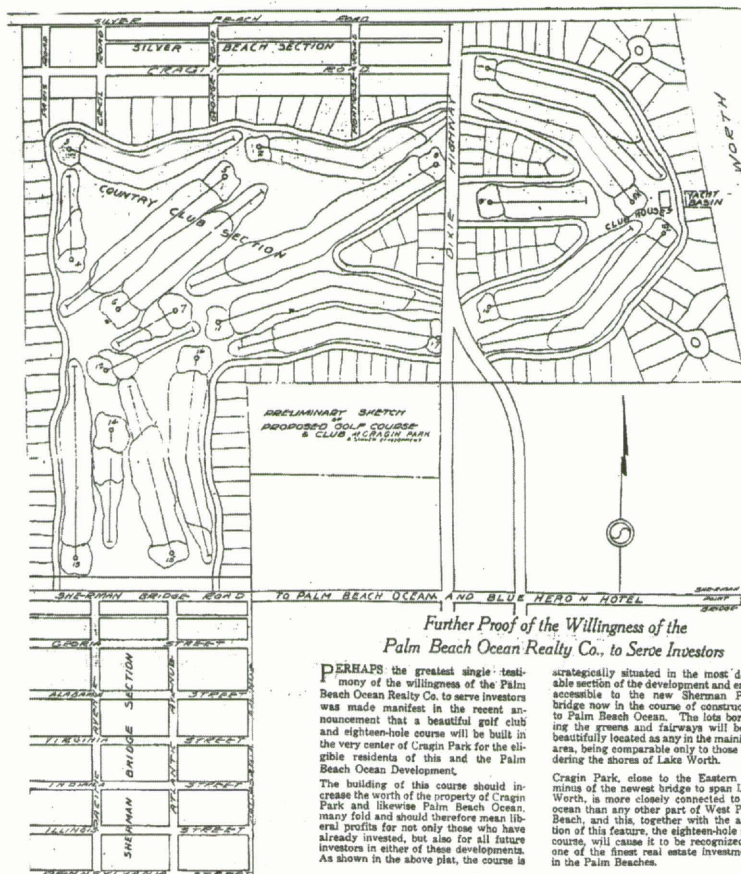 SILVER BEACH ROAD
SILVER BEACH SECTION
CRAGIN ROAD
CECIL ROAD
GEORGE ROAD
DIXIE HIGHWAY
WORTH
YACHT BASIN
CLUB HOUSES
COUNTRY CLUB SECTION
PRELIMINARY SKETCH
OF
PROPOSED GOLF COURSE
& CLUB AT CRAGIN PARK
SHERMAN BRIDGE ROAD
TO PALM BEACH OCEAN AND BLUE HERON HOTEL
SHERMAN
POINT
BRIDGE
GEORGIA STREET
ALABAMA STREET
VIRGINIA STREET
INDIANA STREET
ILLINOIS STREET
PENNSYLVANIA STREET
PACIFIC AVENUE
SHERMAN BRIDGE SECTION
ATLANTIC AVENUE
Further Proof of the Willingness of the
Palm Beach Ocean Realty Co., to Serve Investors
PERHAPS the greatest single testi-
mony of the willingness of the Palm
Beach Ocean Realty Co. to serve investors
was made manifest in the recent an-
nouncement that a beautiful golf club
and eighteen-hole course will be built in
the very center of Cragin Park for the eli-
gible residents of this and the Palm
Beach Ocean Development.
The building of this course should in-
crease the worth of the property of Cragin
Park and likewise Palm Beach Ocean,
many fold and should therefore mean lib-
eral profits for not only those who have
already invested, but also for all future
investors in either of these developments.
As shown in the above plat, the course is
strategically situated in the most d
able section of the development and e
accessible to the new Sherman P
bridge now in the course of construc
to Palm Beach Ocean. The lots bor
ing the greens and fairways will b
beautifully located as any in the mainl
area, being comparable only to those
dering the shores of Lake Worth.
Cragin Park, close to the Eastern
minus of the newest bridge to span L
Worth, is more closely connected to
ocean than any other part of West P
Beach, and this, together with the a
tion of this feature, the eighteen-hole
course, will cause it to be recognized
one of the finest real estate investm
in the Palm Beaches.